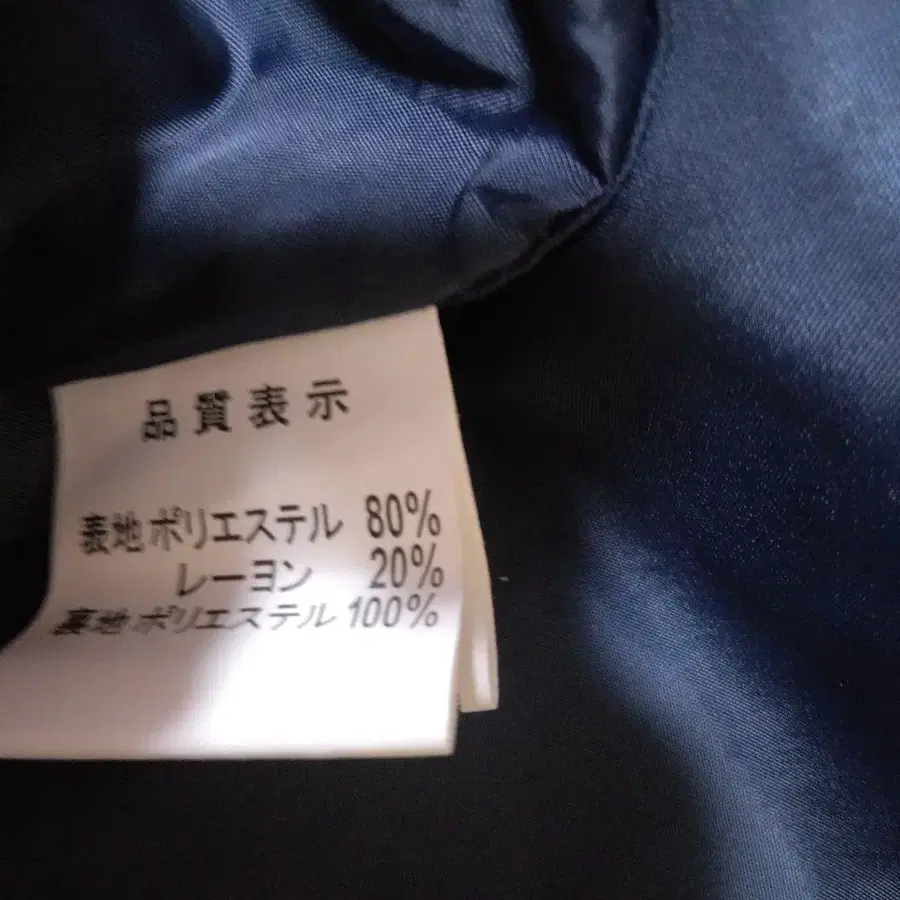 品質表示
表地 ポリエステル 80%
レーヨン 20%
裏地 ポリエステル 100%